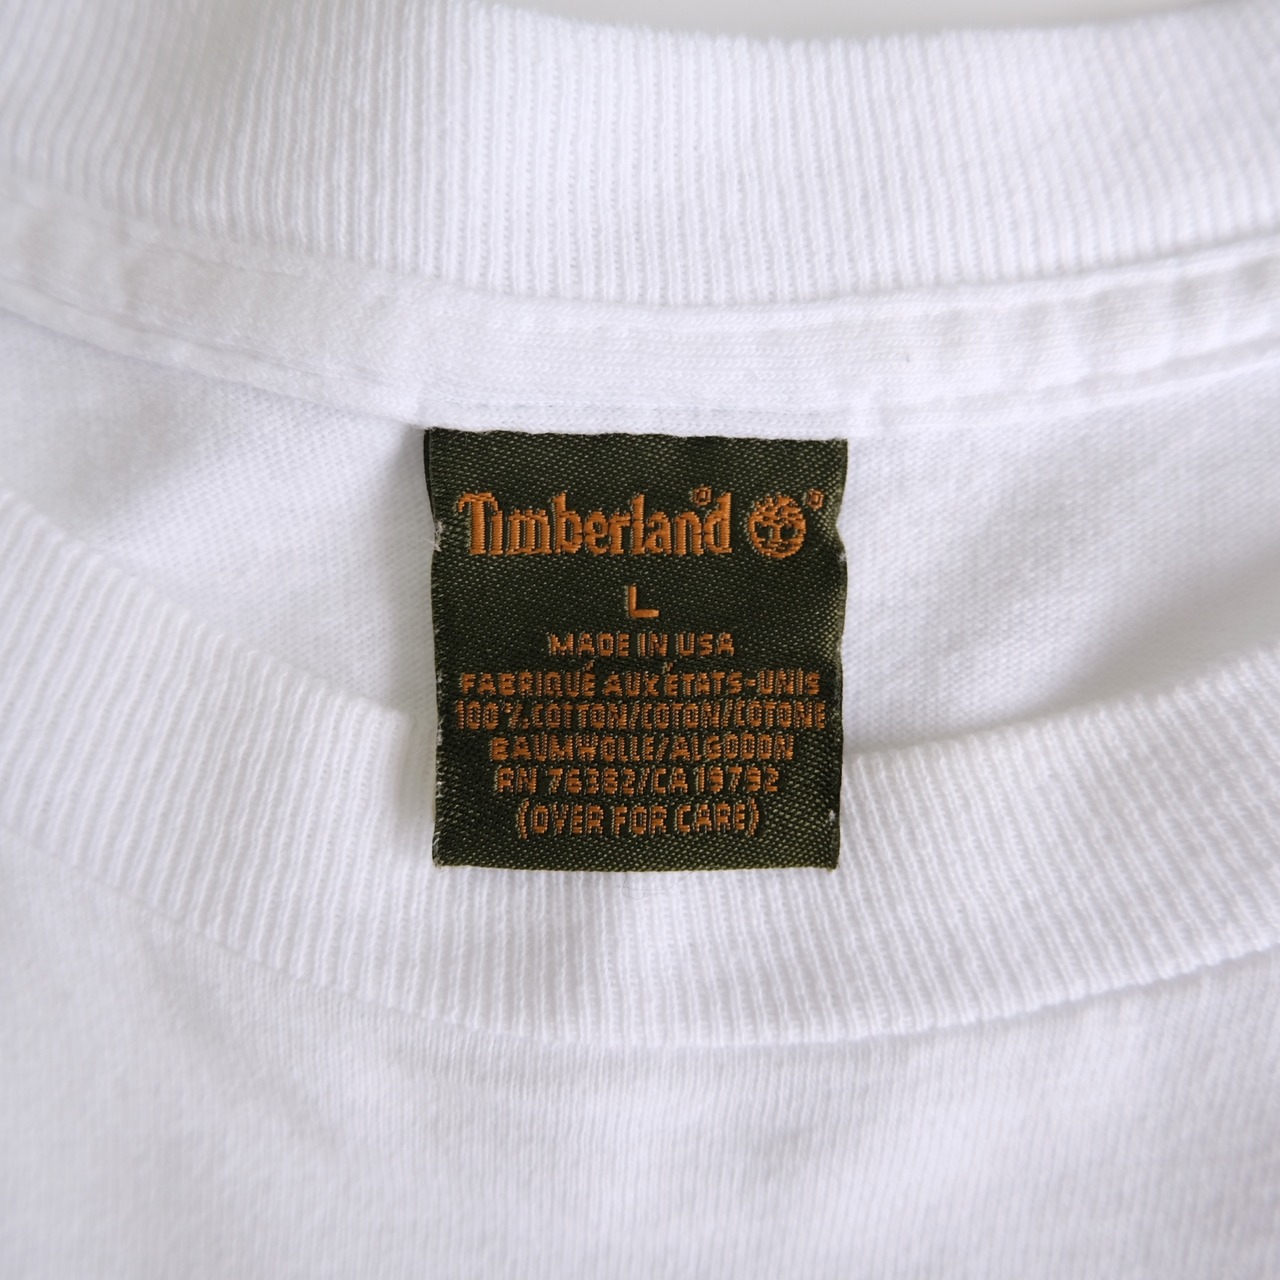 Timberland® ®
L
MADE IN USA
FABRIQUÉ AUX ÉTATS-UNIS
100% COTTON/COTON/COTONE
BAUMWOLLE/ALGODON
RN 76382/CA 19792
(OVER FOR CARE)